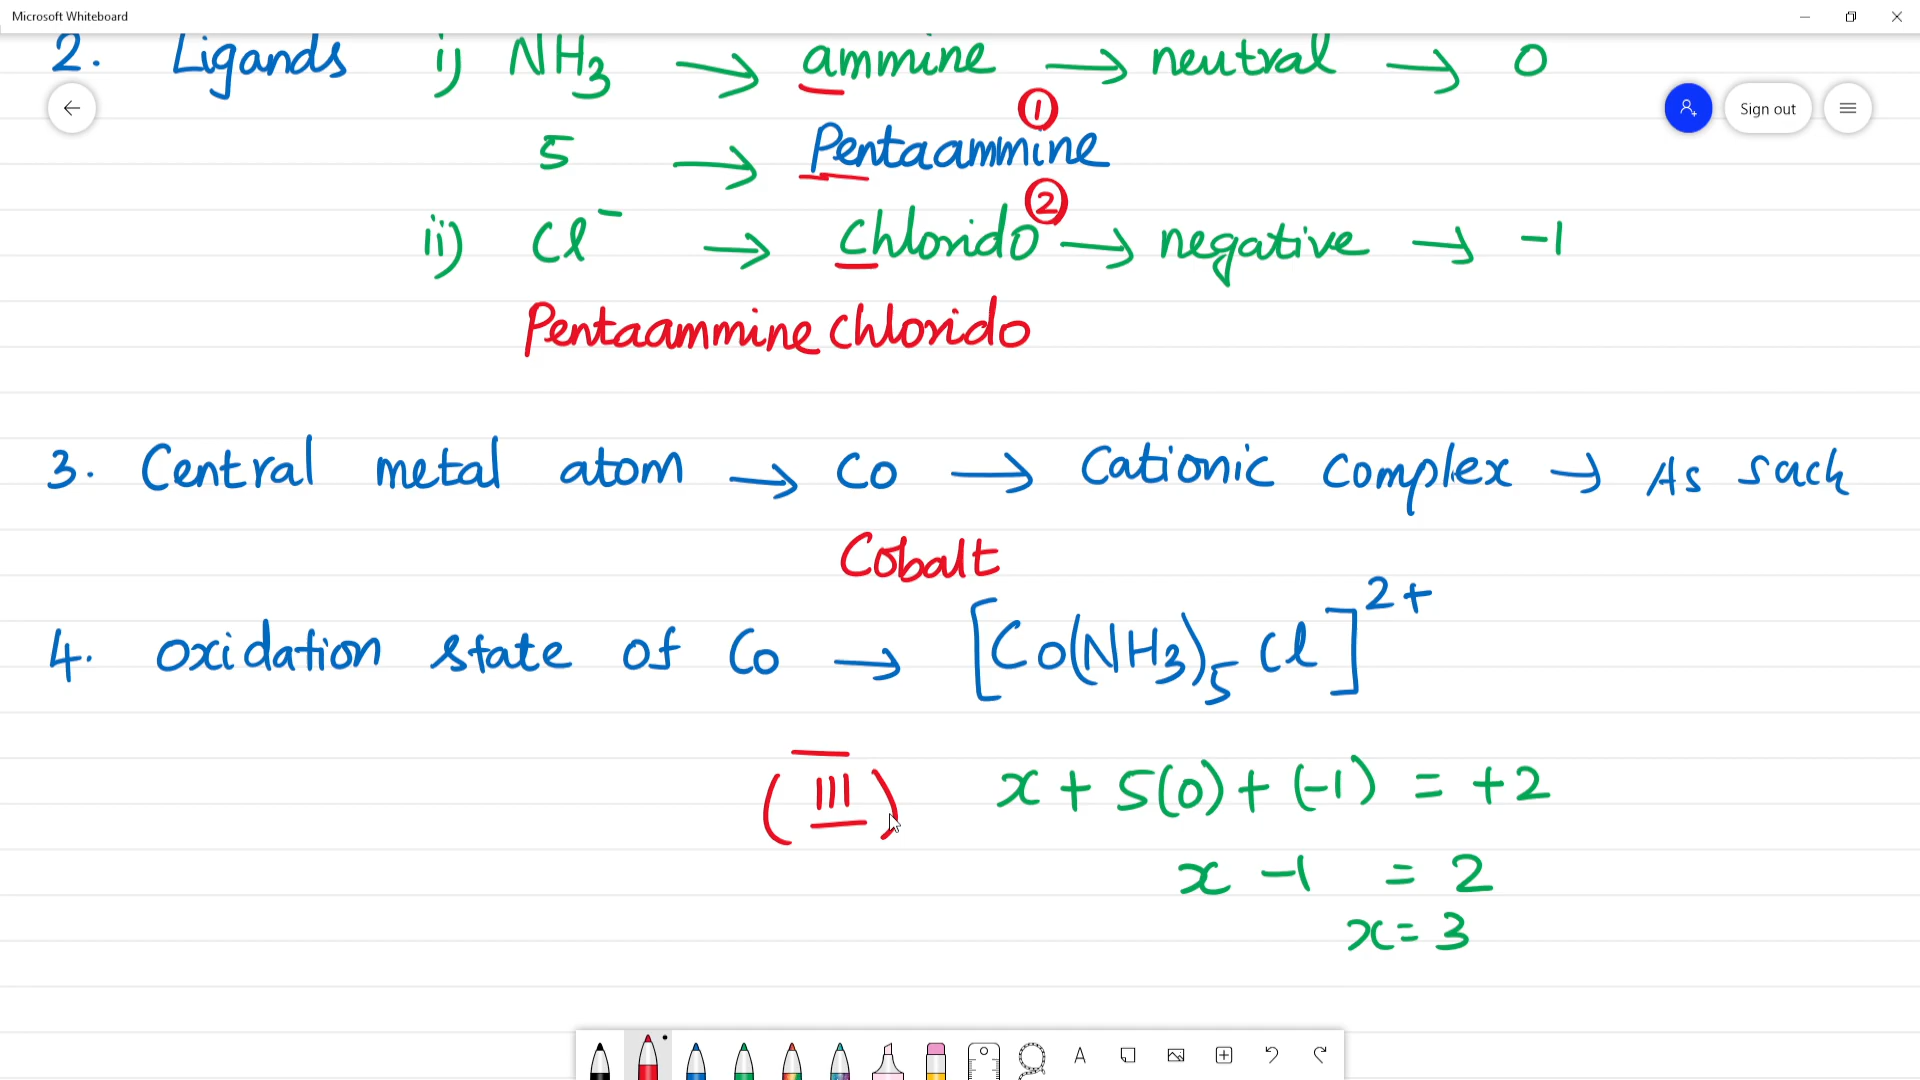 Microsoft Whiteboard
2. Ligands i) NH3 → ammine → neutral → 0
Sign out
①
5 → Pentaammine
②
ii) Cl⁻ → Chlorido → negative → -1
Pentaammine chlorido
3. Central metal atom → Co → Cationic Complex → As such
Cobalt
4. oxidation state of Co → [Co(NH3)5 Cl]2+
(III) x + 5(0) + (-1) = +2
x -1 = 2
x = 3
A